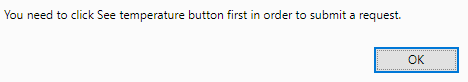 You need to click See temperature button first in order to submit a request.
OK